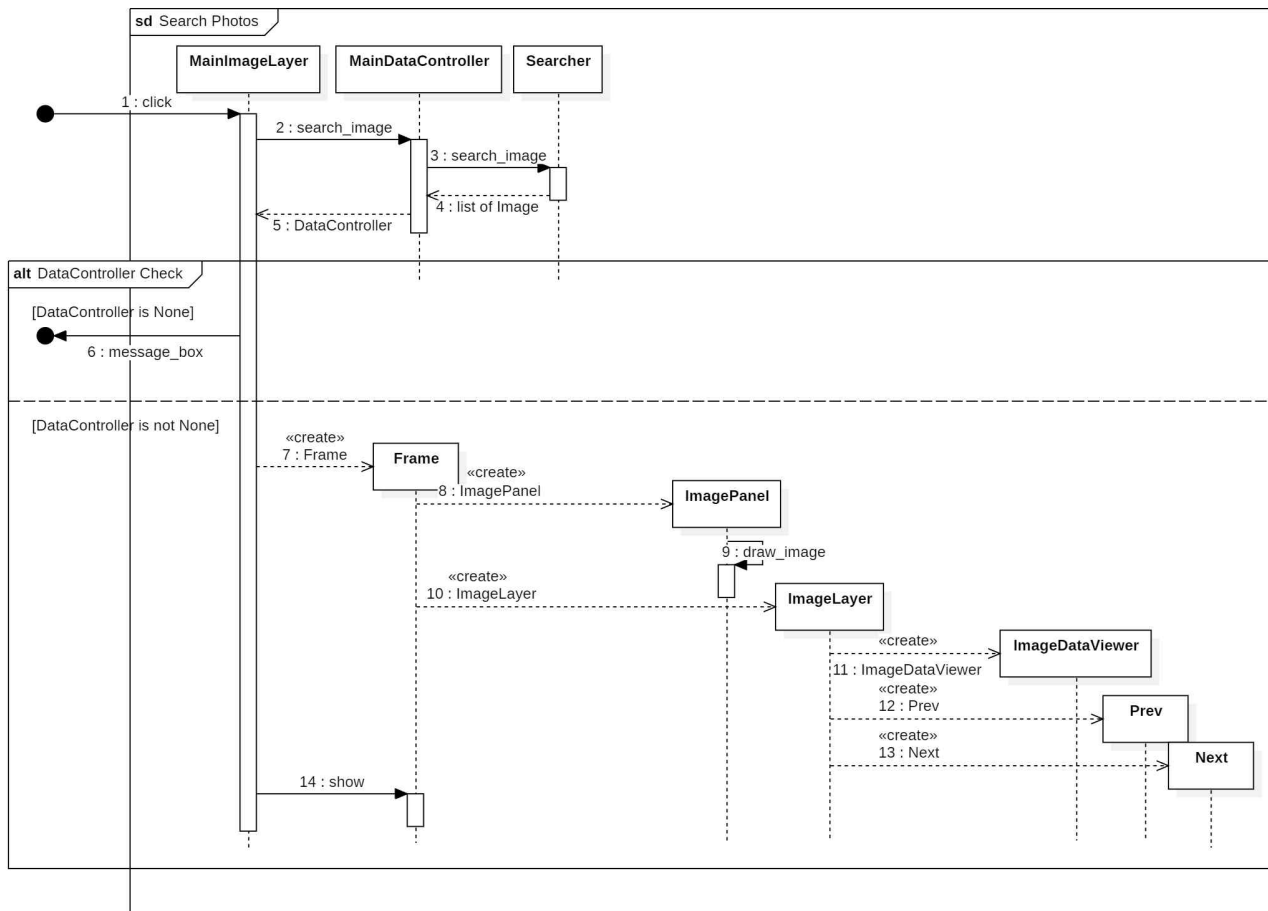 sd Search Photos
MainImageLayer
MainDataController
Searcher
1 : click
2 : search_image
3 : search_image
4 : list of Image
5 : DataController
alt DataController Check
[DataController is None]
6 : message_box
[DataController is not None]
«create»
7 : Frame
Frame
«create»
8 : ImagePanel
ImagePanel
9 : draw_image
«create»
10 : ImageLayer
ImageLayer
«create»
11 : ImageDataViewer
ImageDataViewer
«create»
12 : Prev
Prev
«create»
13 : Next
Next
14 : show